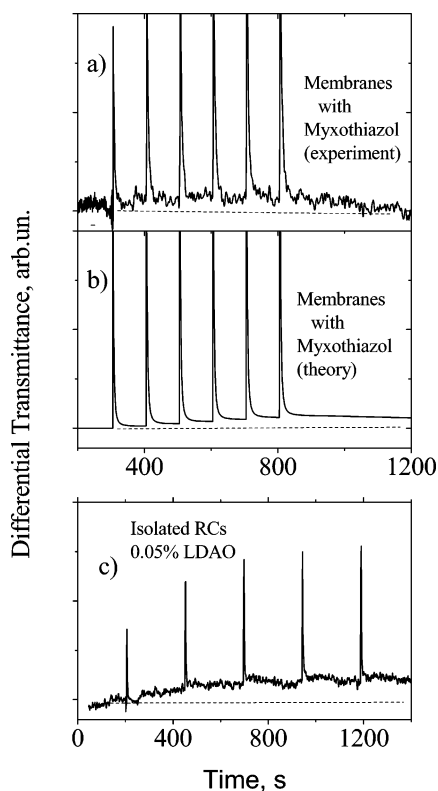 a)
Membranes
with
Myxothiazol
(experiment)
b)
Membranes
with
Myxothiazol
(theory)
400
800
1200
Differential Transmittance, arb.un.
Isolated RCs
0.05% LDAO
c)
0
400
800
1200
Time, s